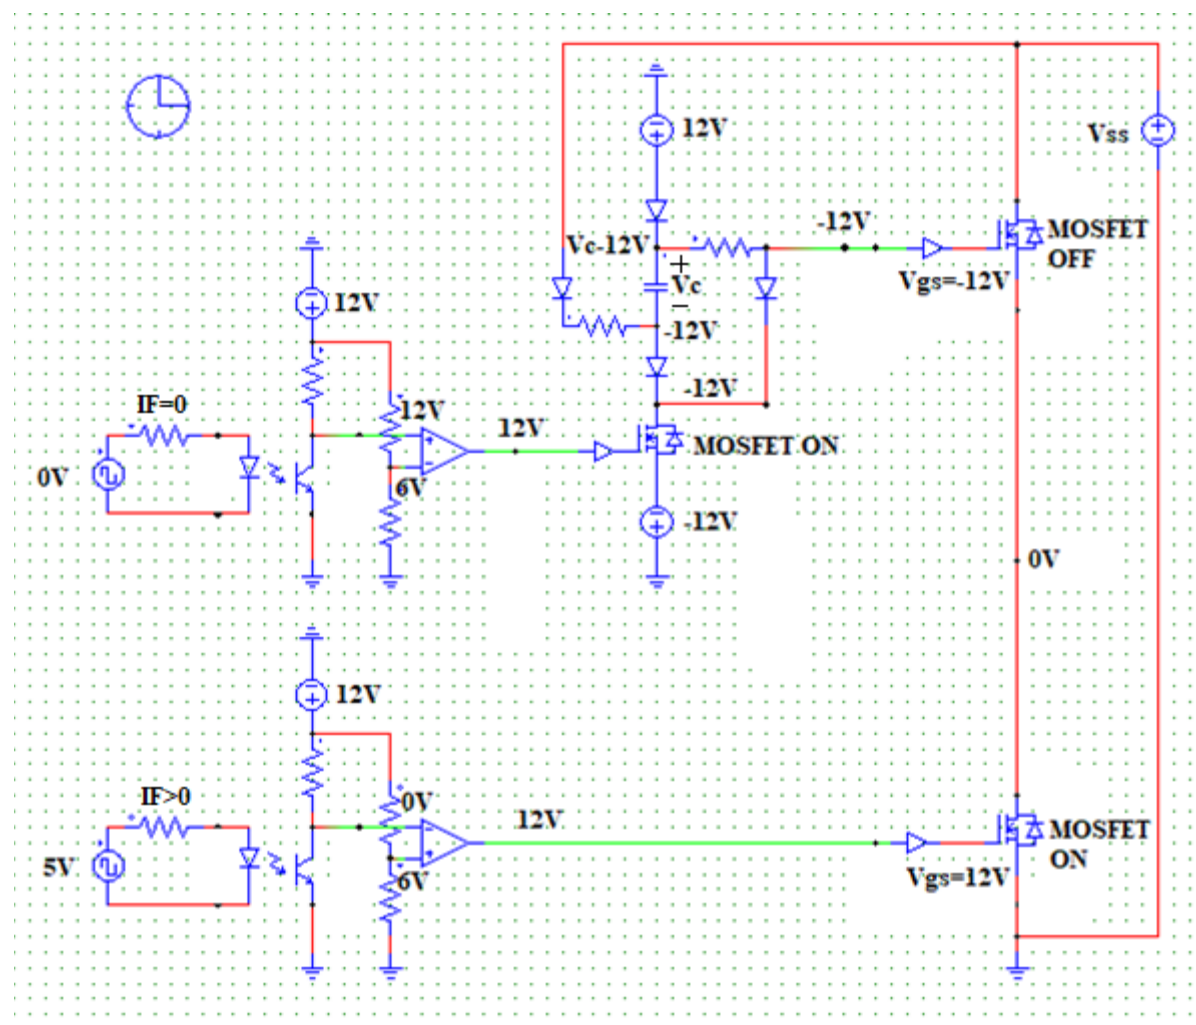 12V
Vss
-12V
MOSFET
OFF
Vc-12V
+
Vc
−
Vgs=-12V
12V
-12V
-12V
IF=0
12V
12V
MOSFET ON
0V
6V
-12V
0V
12V
IF>0
0V
12V
MOSFET
ON
5V
6V
Vgs=12V